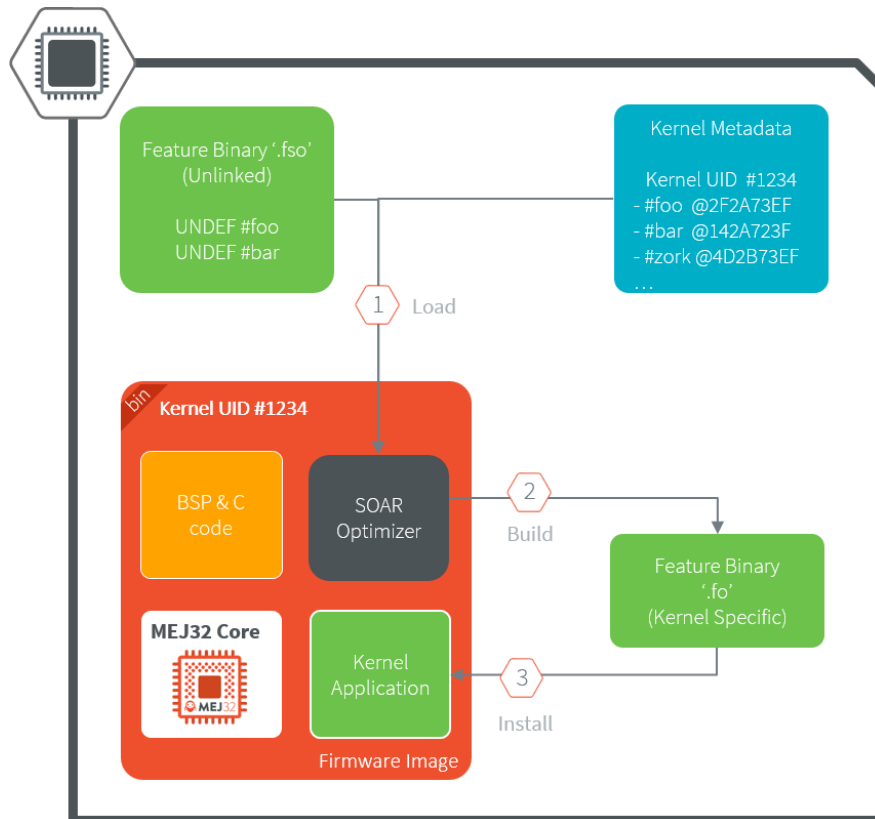 Feature Binary ‘.fso’
(Unlinked)
UNDEF #foo
UNDEF #bar
Kernel Metadata
Kernel UID #1234
- #foo @2F2A73EF
- #bar @142A723F
- #zork @4D2B73EF
...
1
Load
bin
Kernel UID #1234
BSP & C
code
SOAR
Optimizer
2
Build
Feature Binary
‘.fo’
(Kernel Specific)
MEJ32 Core
MEJ32
Kernel
Application
3
Install
Firmware Image